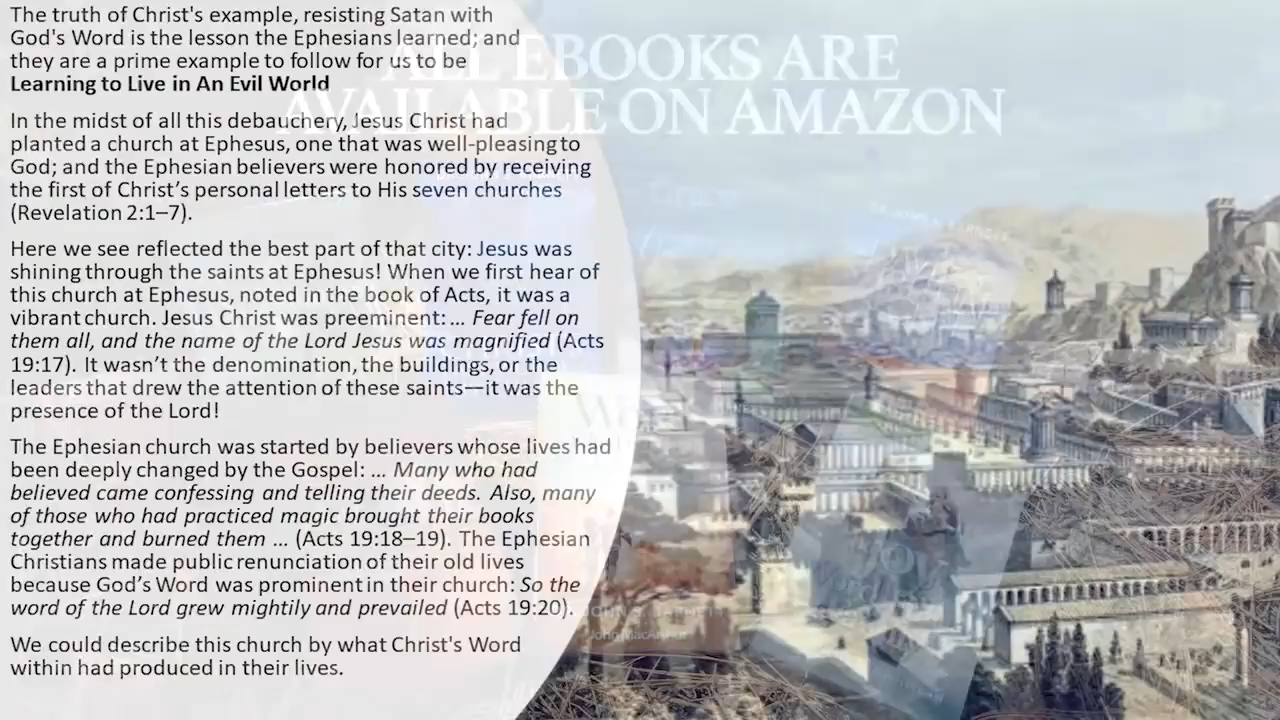 The truth of Christ's example, resisting Satan with
God's Word is the lesson the Ephesians learned; and
they are a prime example to follow for us to be
Learning to Live in An Evil World
ALL EBOOKS ARE
AVAILABLE ON AMAZON
In the midst of all this debauchery, Jesus Christ had
planted a church at Ephesus, one that was well-pleasing to
God; and the Ephesian believers were honored by receiving
the first of Christ’s personal letters to His seven churches
(Revelation 2:1–7).
Here we see reflected the best part of that city: Jesus was
shining through the saints at Ephesus! When we first hear of
this church at Ephesus, noted in the book of Acts, it was a
vibrant church. Jesus Christ was preeminent: … Fear fell on
them all, and the name of the Lord Jesus was magnified (Acts
19:17). It wasn’t the denomination, the buildings, or the
leaders that drew the attention of these saints—it was the
presence of the Lord!
The Ephesian church was started by believers whose lives had
been deeply changed by the Gospel: … Many who had
believed came confessing and telling their deeds. Also, many
of those who had practiced magic brought their books
together and burned them … (Acts 19:18–19). The Ephesian
Christians made public renunciation of their old lives
because God’s Word was prominent in their church: So the
word of the Lord grew mightily and prevailed (Acts 19:20).
John MacArthur
We could describe this church by what Christ's Word
within had produced in their lives.